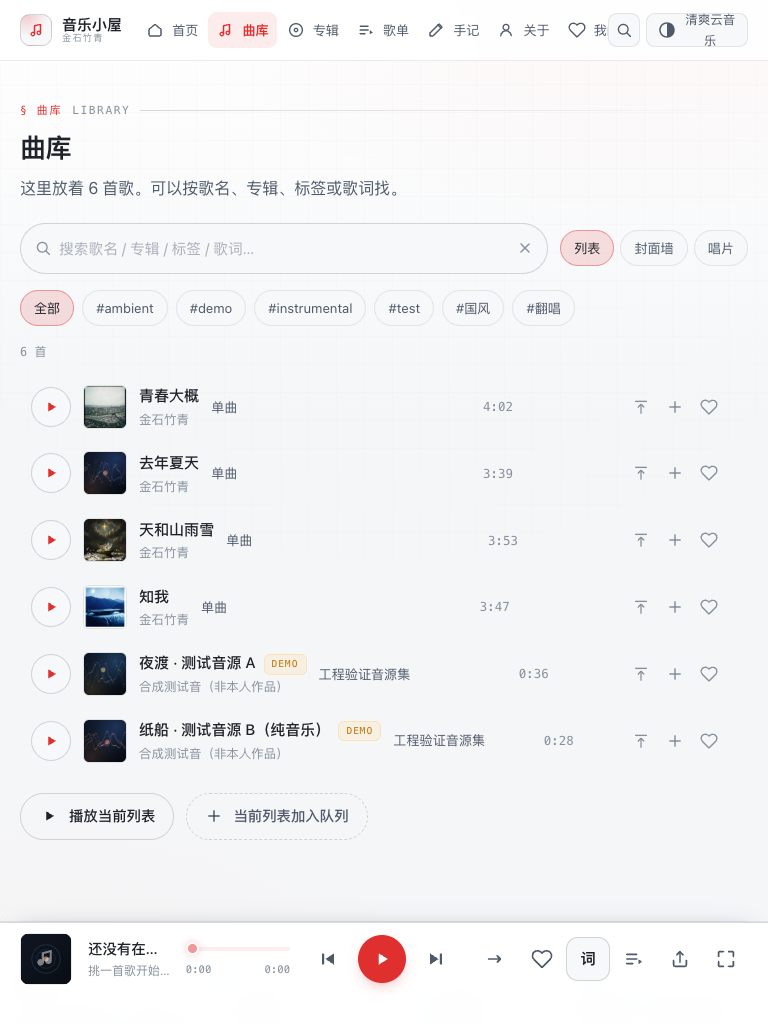 音乐小屋
金石竹青
首页
曲库
专辑
歌单
手记
关于
我
清爽云音
乐
§ 曲库 LIBRARY
曲库
这里放着 6 首歌。可以按歌名、专辑、标签或歌词找。
搜索歌名 / 专辑 / 标签 / 歌词...
列表
封面墙
唱片
全部
#ambient
#demo
#instrumental
#test
#国风
#翻唱
6 首
青春大概
金石竹青
单曲
4:02
去年夏天
金石竹青
单曲
3:39
天和山雨雪
金石竹青
单曲
3:53
知我
金石竹青
单曲
3:47
夜渡 · 测试音源 A DEMO
合成测试音（非本人作品）
工程验证音源集
0:36
纸船 · 测试音源 B（纯音乐） DEMO
合成测试音（非本人作品）
工程验证音源集
0:28
播放当前列表
当前列表加入队列
还没有在...
挑一首歌开始...
0:00
0:00
词